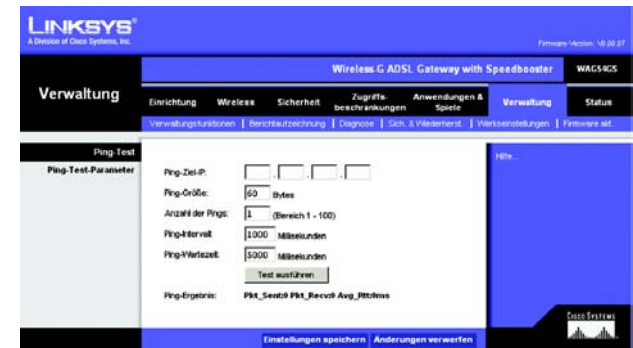 LINKSYS®
A Division of Cisco Systems, Inc.
Firmware-Version: V0.00.07
Wireless-G ADSL Gateway with Speedbooster WAG54GS
Verwaltung
Einrichtung Wireless Sicherheit Zugriffs-beschränkungen Anwendungen & Spiele Verwaltung Status
Verwaltungsfunktionen | Berichtaufzeichnung | Diagnose | Sich. & Wiederherst. | Werkseinstellungen | Firmware akt.
Ping-Test
Ping-Test-Parameter
Hilfe...
Ping-Ziel-IP: . . .
Ping-Größe: 60 Bytes
Anzahl der Pings: 1 (Bereich 1 - 100)
Ping-Intervall: 1000 Millisekunden
Ping-Wartezeit: 5000 Millisekunden
Test ausführen
Ping-Ergebnis: Pkt_Sent:0 Pkt_Recv:0 Avg_Rtt:0ms
Einstellungen speichern Änderungen verwerfen
CISCO SYSTEMS